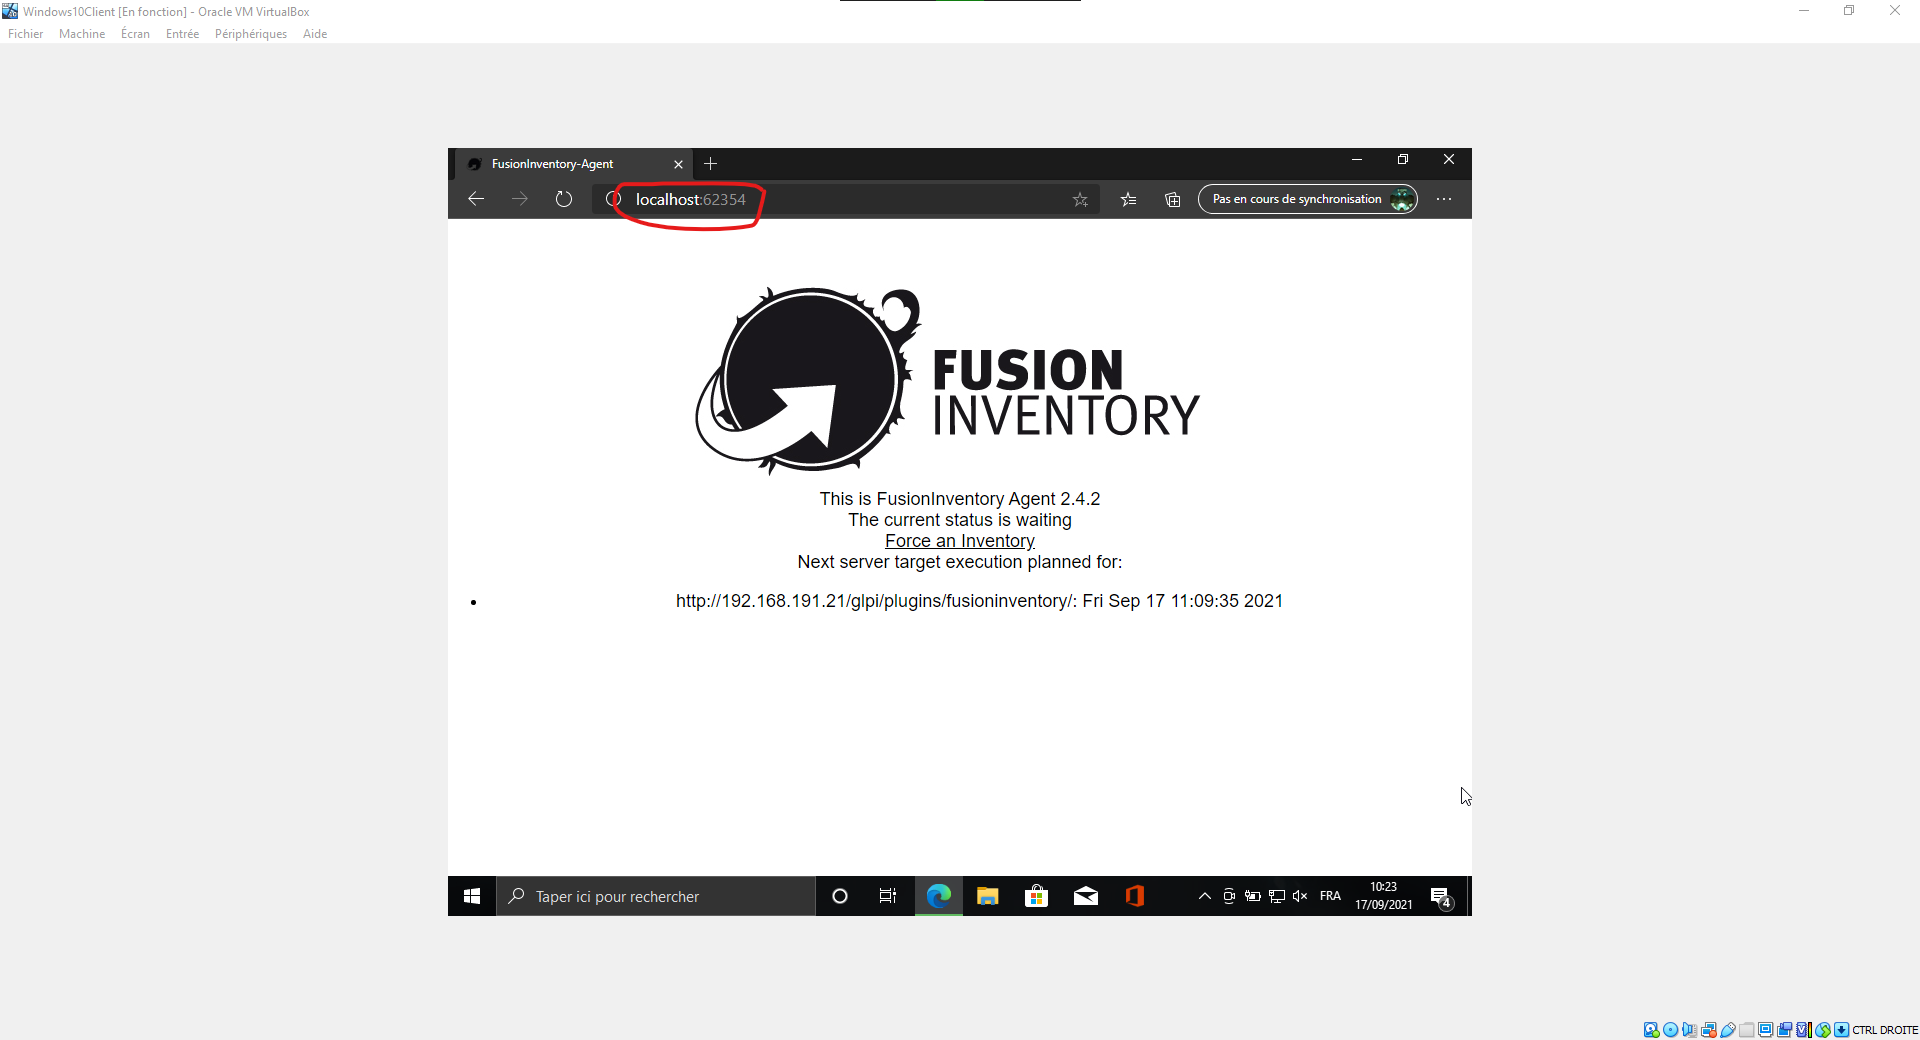 Windows10Client [En fonction] - Oracle VM VirtualBox
Fichier Machine Écran Entrée Périphériques Aide
FusionInventory-Agent
localhost:62354
Pas en cours de synchronisation
FUSION
INVENTORY
This is FusionInventory Agent 2.4.2
The current status is waiting
Force an Inventory
Next server target execution planned for:
• http://192.168.191.21/glpi/plugins/fusioninventory/: Fri Sep 17 11:09:35 2021
Taper ici pour rechercher
FRA
10:23
17/09/2021
4
CTRL DROITE